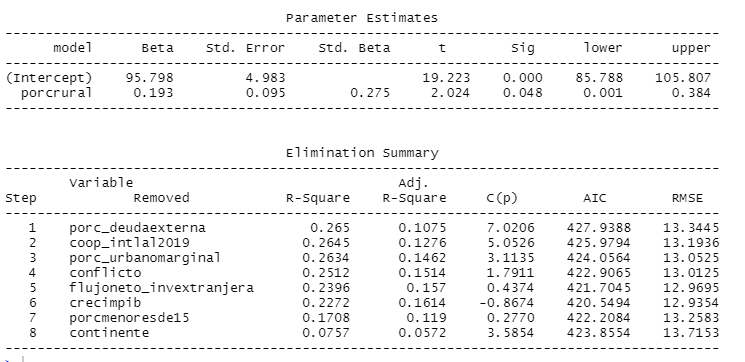 Parameter Estimates
model Beta Std. Error Std. Beta t Sig lower upper
(Intercept) 95.798 4.983 19.223 0.000 85.788 105.807
porcrural 0.193 0.095 0.275 2.024 0.048 0.001 0.384
Elimination Summary
Variable Adj.
Step Removed R-Square R-Square C(p) AIC RMSE
1 porc_deudaexterna 0.265 0.1075 7.0206 427.9388 13.3445
2 coop_intlal2019 0.2645 0.1276 5.0526 425.9794 13.1936
3 porc_urbanomarginal 0.2634 0.1462 3.1135 424.0564 13.0525
4 conflicto 0.2512 0.1514 1.7911 422.9065 13.0125
5 flujoneto_invextranjera 0.2396 0.157 0.4374 421.7045 12.9695
6 crecimpib 0.2272 0.1614 -0.8674 420.5494 12.9354
7 porcmenoresde15 0.1708 0.119 0.2770 422.2084 13.2583
8 continente 0.0757 0.0572 3.5854 423.8554 13.7153